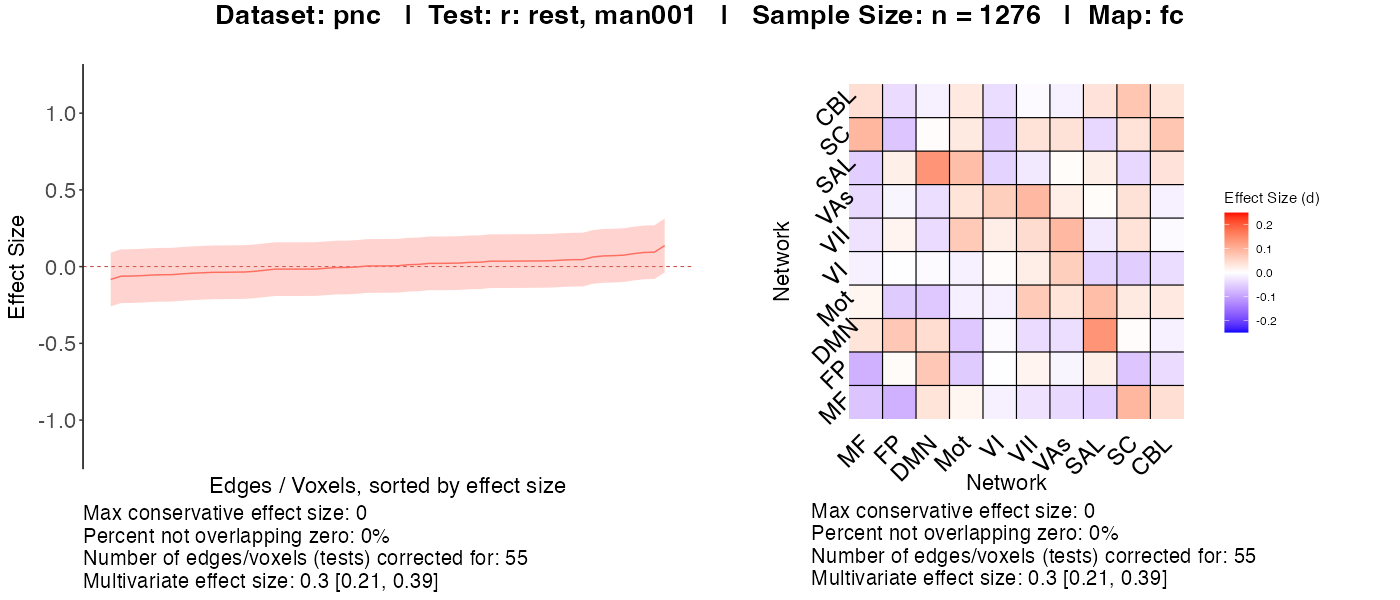 Dataset: pnc | Test: r: rest, man001 | Sample Size: n = 1276 | Map: fc
Effect Size
1.0
0.5
0.0
-0.5
-1.0
Edges / Voxels, sorted by effect size
Max conservative effect size: 0
Percent not overlapping zero: 0%
Number of edges/voxels (tests) corrected for: 55
Multivariate effect size: 0.3 [0.21, 0.39]
Network
CBL
SC
SAL
VAs
VII
VI
Mot
DMN
FP
MF
MF
FP
DMN
Mot
VI
VII
VAs
SAL
SC
CBL
Network
Effect Size (d)
0.2
0.1
0.0
-0.1
-0.2
Max conservative effect size: 0
Percent not overlapping zero: 0%
Number of edges/voxels (tests) corrected for: 55
Multivariate effect size: 0.3 [0.21, 0.39]